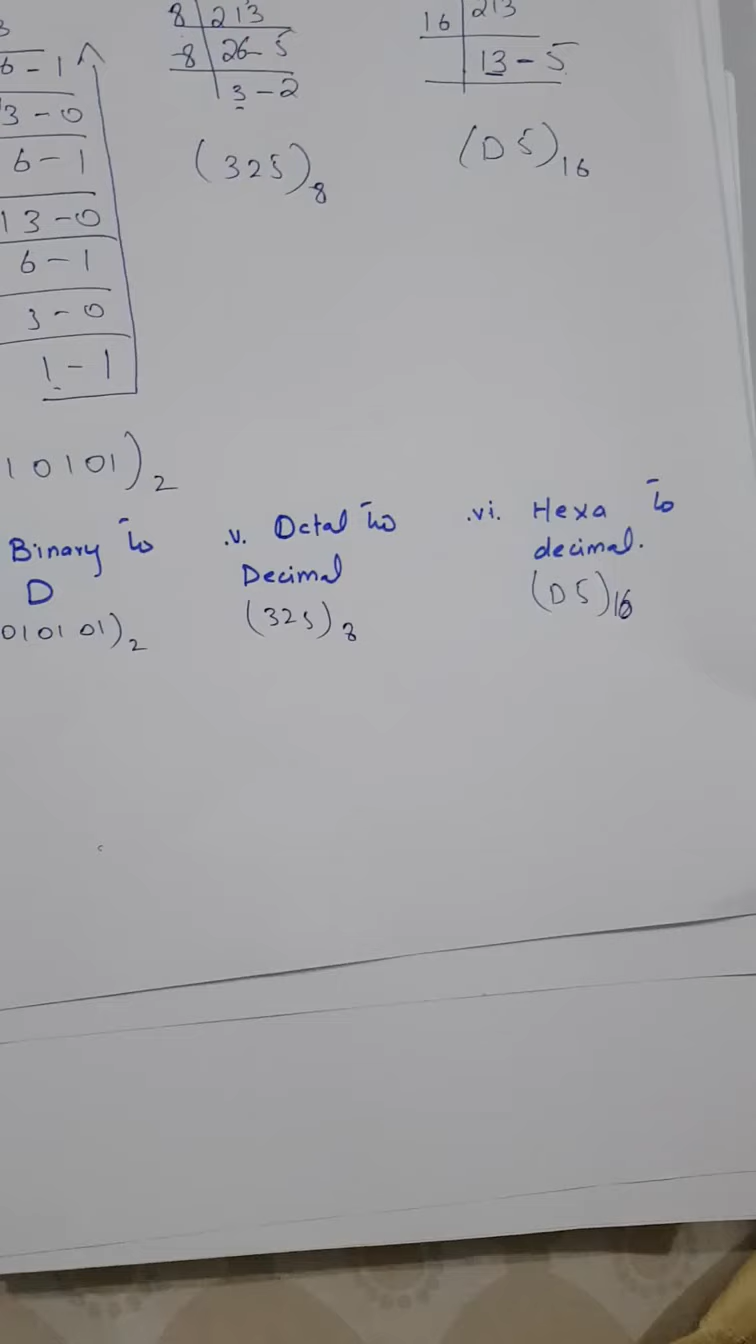 3
6 - 1
13 - 0
6 - 1
13 - 0
6 - 1
3 - 0
1 - 1
10101)2
8 | 213
8 | 26 - 5
3 - 2
(325)8
16 | 213
13 - 5
(D5)16
Binary to
D
010101)2
.v. Octal to
Decimal
(325)8
.vi. Hexa to
decimal.
(D5)16